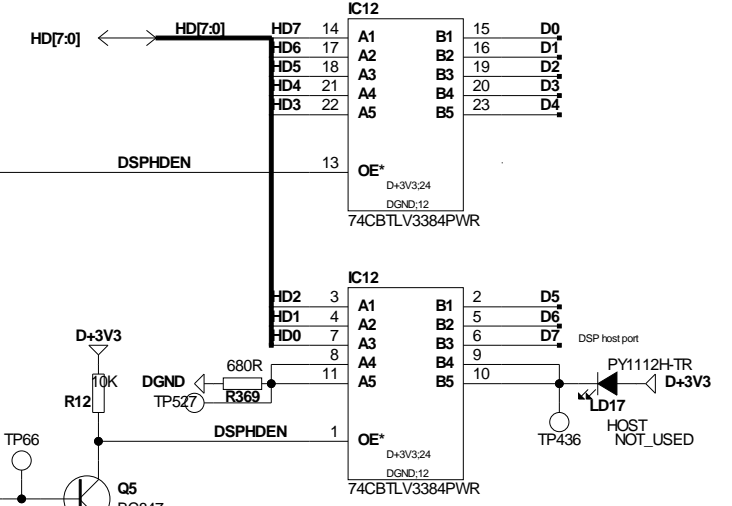 IC12
HD[7:0]
HD[7:0]
HD7 14 A1 B1 15 D0
HD6 17 A2 B2 16 D1
HD5 18 A3 B3 19 D2
HD4 21 A4 B4 20 D3
HD3 22 A5 B5 23 D4
DSPHDEN 13 OE*
D+3V3;24
DGND;12
74CBTLV3384PWR
IC12
HD2 3 A1 B1 2 D5
HD1 4 A2 B2 5 D6
HD0 7 A3 B3 6 D7
DSP host port
8 A4 B4 9
11 A5 B5 10
D+3V3
10K
R12
680R
DGND
R369
TP527
PY1112H-TR
D+3V3
LD17
HOST
NOT_USED
TP436
DSPHDEN 1 OE*
D+3V3;24
DGND;12
74CBTLV3384PWR
TP66
Q5